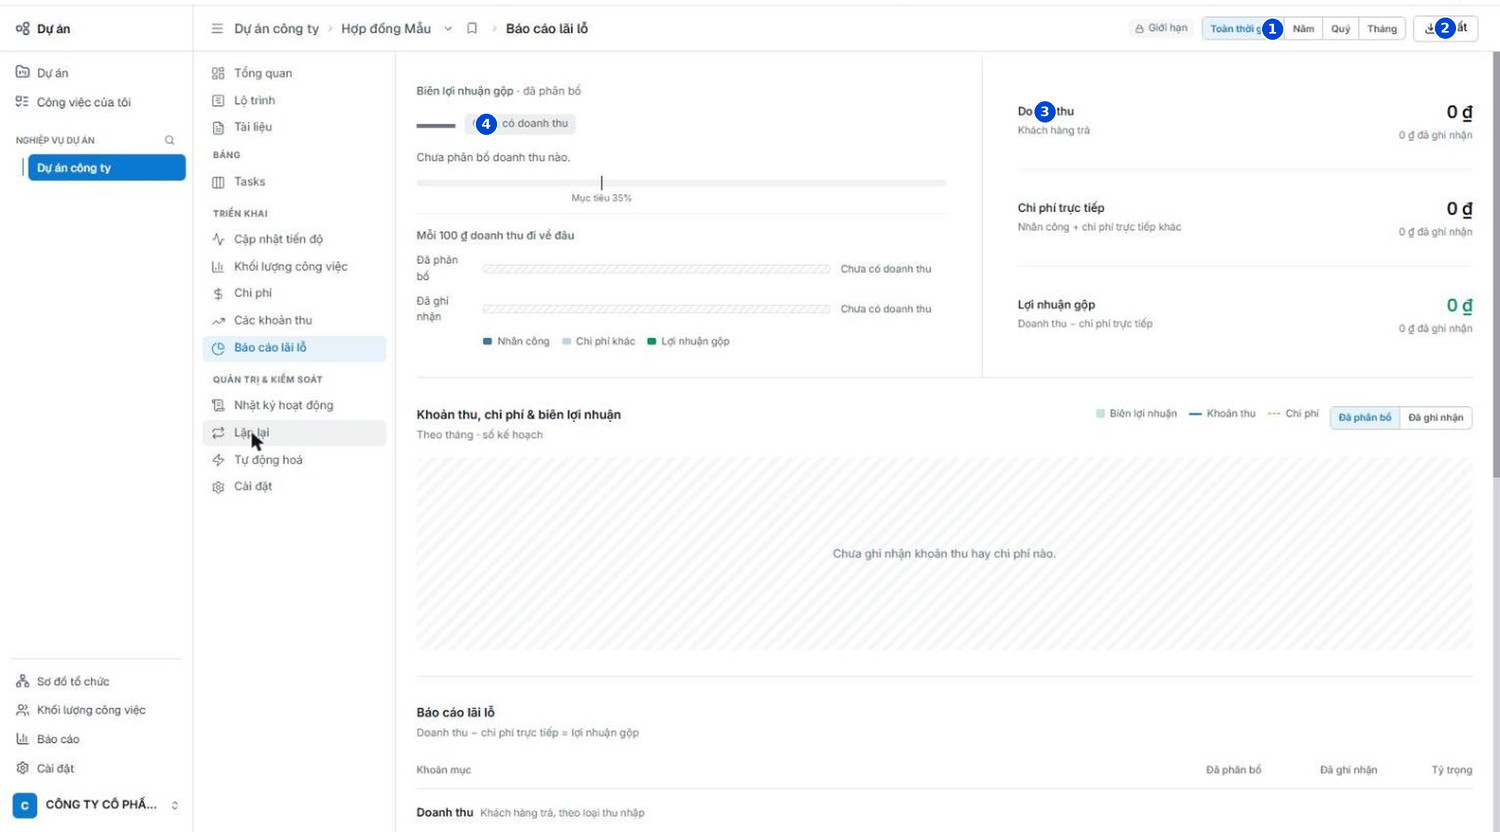 Dự án
Dự án công ty › Hợp đồng Mẫu › Báo cáo lãi lỗ
Giới hạn
Toàn thời 1 Năm Quý Tháng
2
Dự án
Công việc của tôi
NGHIỆP VỤ DỰ ÁN
Dự án công ty
Sơ đồ tổ chức
Khối lượng công việc
Báo cáo
Cài đặt
C CÔNG TY CỔ PHẦ...
Tổng quan
Lộ trình
Tài liệu
BẢNG
Tasks
TRIỂN KHAI
Cập nhật tiến độ
Khối lượng công việc
Chi phí
Các khoản thu
Báo cáo lãi lỗ
QUẢN TRỊ & KIỂM SOÁT
Nhật ký hoạt động
Lặp lại
Tự động hoá
Cài đặt
Biên lợi nhuận gộp · đã phân bổ
4 có doanh thu
Chưa phân bổ doanh thu nào.
Mục tiêu 35%
Mỗi 100 ₫ doanh thu đi về đâu
Đã phân bổ
Chưa có doanh thu
Đã ghi nhận
Chưa có doanh thu
Nhân công Chi phí khác Lợi nhuận gộp
3 thu 0 ₫
Khách hàng trả 0 ₫ đã ghi nhận
Chi phí trực tiếp 0 ₫
Nhân công + chi phí trực tiếp khác 0 ₫ đã ghi nhận
Lợi nhuận gộp 0 ₫
Doanh thu − chi phí trực tiếp 0 ₫ đã ghi nhận
Khoản thu, chi phí & biên lợi nhuận
Theo tháng · số kế hoạch
Biên lợi nhuận Khoản thu Chi phí Đã phân bổ Đã ghi nhận
Chưa ghi nhận khoản thu hay chi phí nào.
Báo cáo lãi lỗ
Doanh thu − chi phí trực tiếp = lợi nhuận gộp
Khoản mục Đã phân bổ Đã ghi nhận Tỷ trọng
Doanh thu Khách hàng trả, theo loại thu nhập